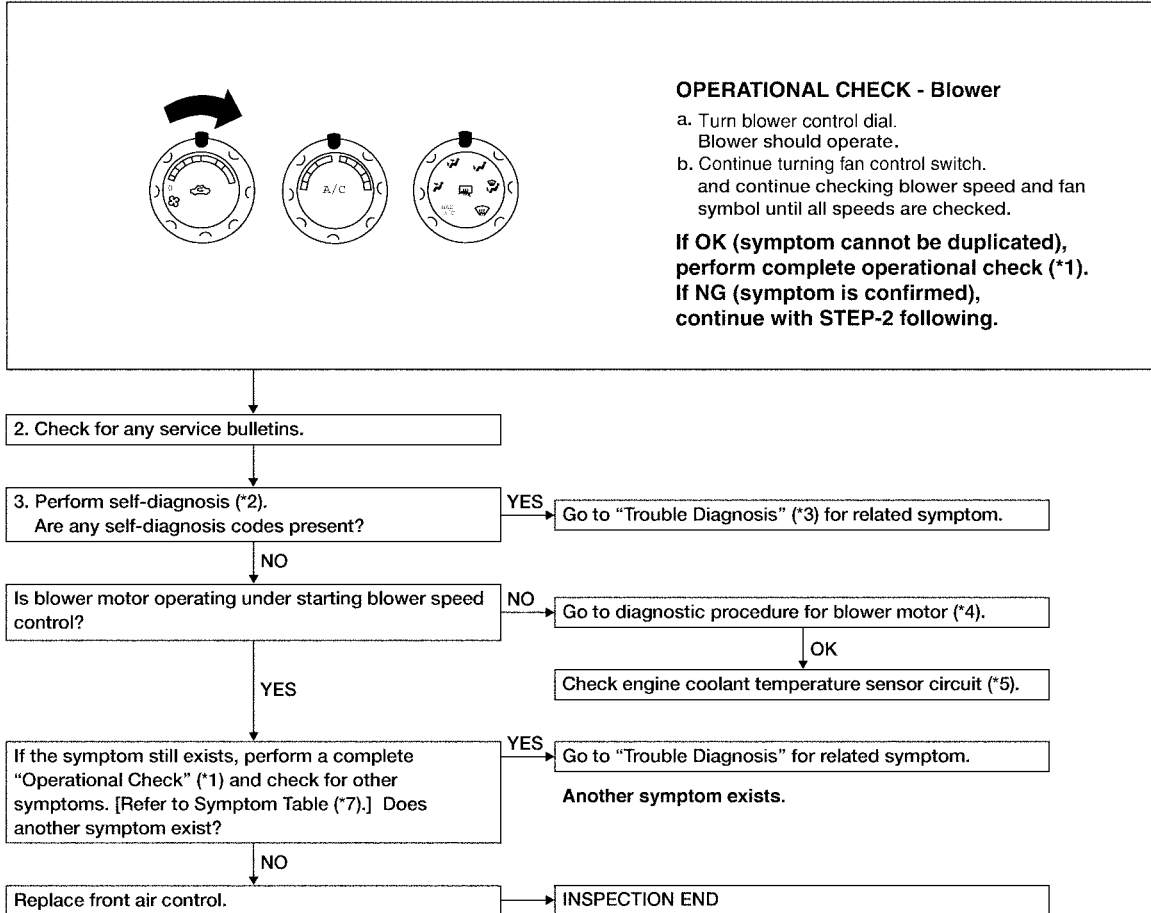 OPERATIONAL CHECK - Blower
a. Turn blower control dial.
Blower should operate.
b. Continue turning fan control switch.
and continue checking blower speed and fan
symbol until all speeds are checked.
If OK (symptom cannot be duplicated),
perform complete operational check (*1).
If NG (symptom is confirmed),
continue with STEP-2 following.
A/C
MAX
A/C
2. Check for any service bulletins.
3. Perform self-diagnosis (*2).
Are any self-diagnosis codes present?
YES
Go to “Trouble Diagnosis” (*3) for related symptom.
NO
Is blower motor operating under starting blower speed
control?
NO
Go to diagnostic procedure for blower motor (*4).
OK
Check engine coolant temperature sensor circuit (*5).
YES
If the symptom still exists, perform a complete
“Operational Check” (*1) and check for other
symptoms. [Refer to Symptom Table (*7).] Does
another symptom exist?
YES
Go to “Trouble Diagnosis” for related symptom.
Another symptom exists.
NO
Replace front air control.
INSPECTION END